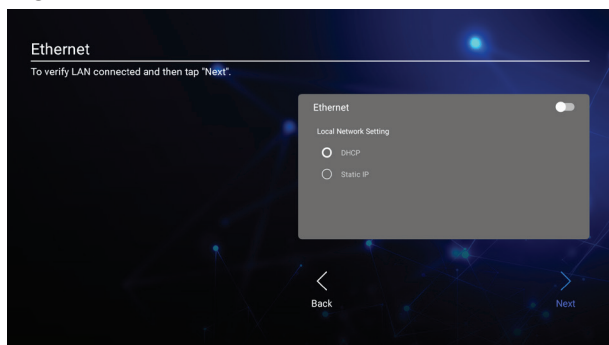 Ethernet
To verify LAN connected and then tap "Next".
Ethernet
Local Network Setting
DHCP
Static IP
Back
Next